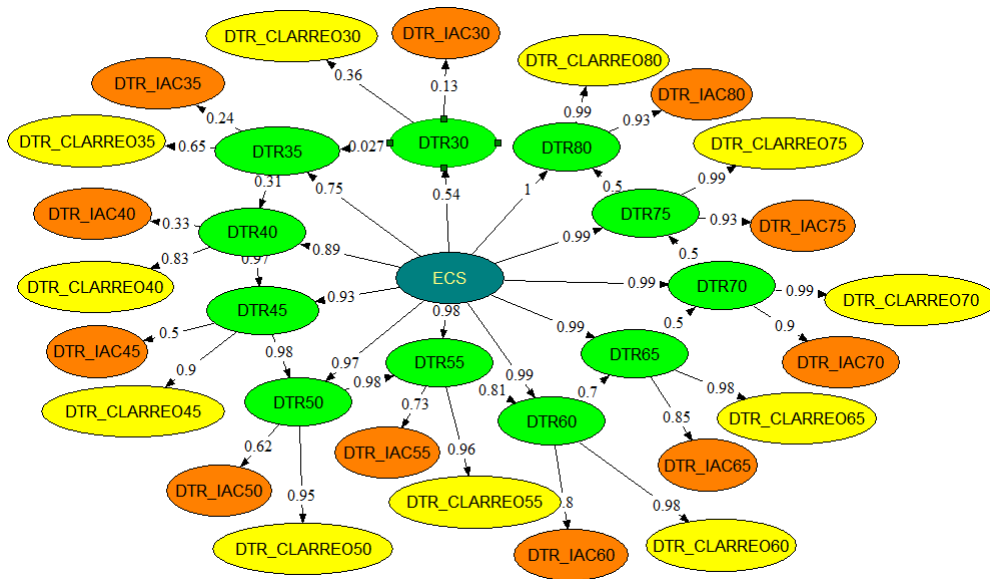 DTR_CLARREO30
DTR_IAC30
DTR_CLARREO80
DTR_IAC80
DTR_IAC35
0.36
0.13
0.99
0.93
0.24
DTR_CLARREO35
0.65
DTR35
0.027
DTR30
DTR80
DTR_CLARREO75
0.31
0.75
0.54
1
0.5
0.99
DTR_IAC40
0.33
DTR40
DTR75
0.93
DTR_IAC75
0.83
0.97
0.89
0.99
0.5
DTR_CLARREO40
ECS
0.99
DTR70
0.99
DTR_CLARREO70
DTR45
0.93
0.98
0.99
0.5
0.9
DTR_IAC45
0.5
0.98
0.97
DTR55
DTR65
DTR_IAC70
0.9
0.98
0.99
0.81
0.7
0.98
DTR_CLARREO45
DTR50
0.73
DTR60
0.85
DTR_CLARREO65
0.62
DTR_IAC55
0.96
DTR_IAC65
DTR_IAC50
0.95
DTR_CLARREO55
.8
0.98
DTR_CLARREO50
DTR_IAC60
DTR_CLARREO60